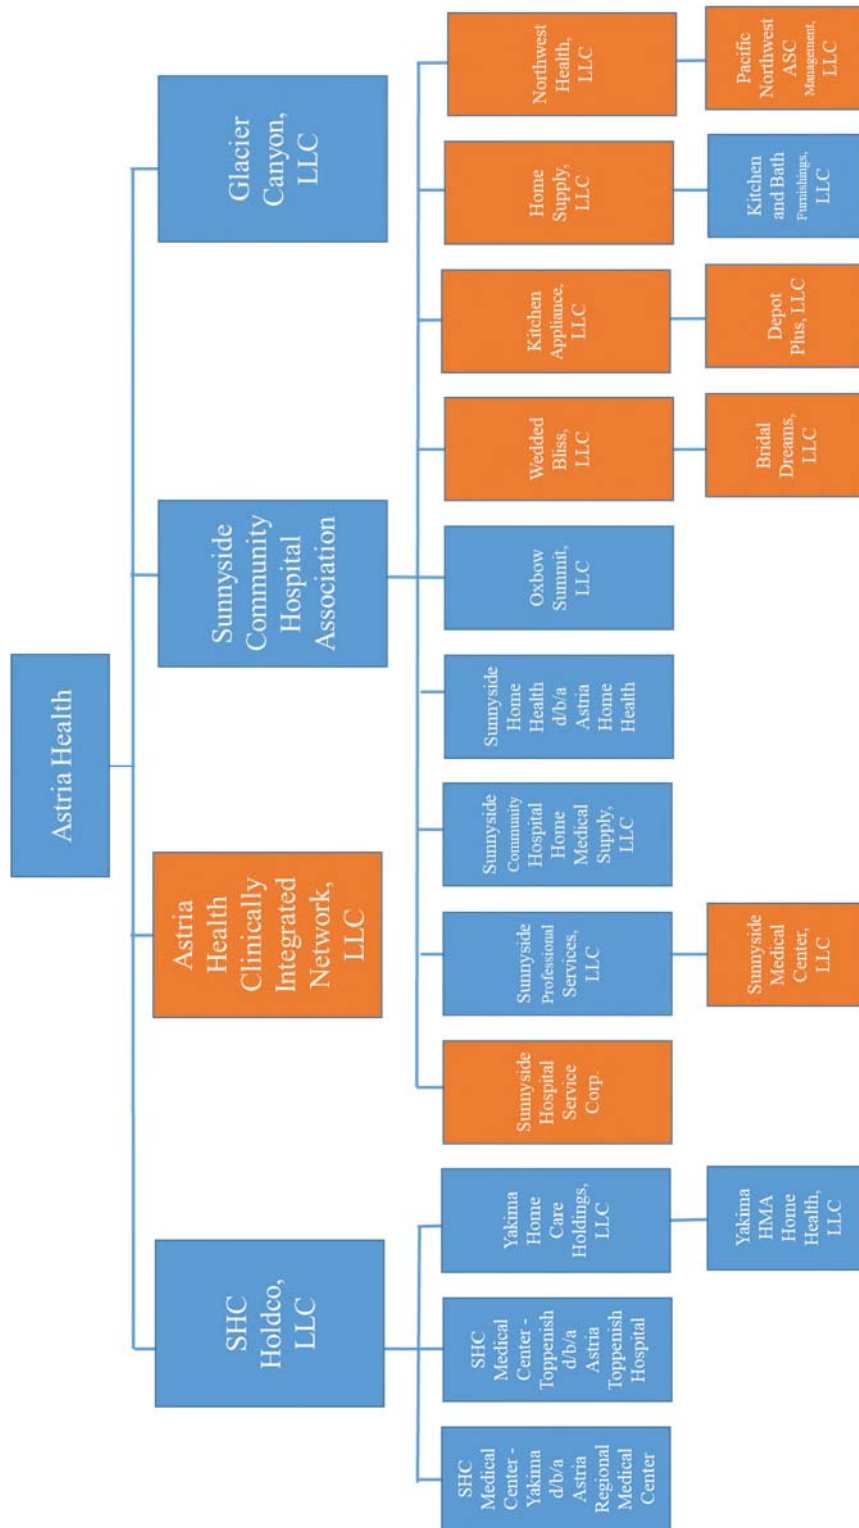 Astria Health
SHC
Holdco,
LLC
Astria
Health
Clinically
Integrated
Network,
LLC
Sunnyside
Community
Hospital
Association
Glacier
Canyon,
LLC
SHC
Medical
Center -
Yakima
d/b/a
Astria
Regional
Medical
Center
SHC
Medical
Center -
Toppenish
d/b/a
Astria
Toppenish
Hospital
Yakima
Home
Care
Holdings,
LLC
Sunnyside
Hospital
Service
Corp.
Sunnyside
Professional
Services,
LLC
Sunnyside
Community
Hospital
Home
Medical
Supply,
LLC
Sunnyside
Home
Health
d/b/a
Astria
Home
Health
Oxbow
Summit,
LLC
Wedded
Bliss,
LLC
Kitchen
Appliance,
LLC
Home
Supply,
LLC
Northwest
Health,
LLC
Yakima
HMA
Home
Health,
LLC
Sunnyside
Medical
Center,
LLC
Bridal
Dreams,
LLC
Depot
Plus, LLC
Kitchen
and Bath
Furnishings,
LLC
Pacific
Northwest
ASC
Management,
LLC